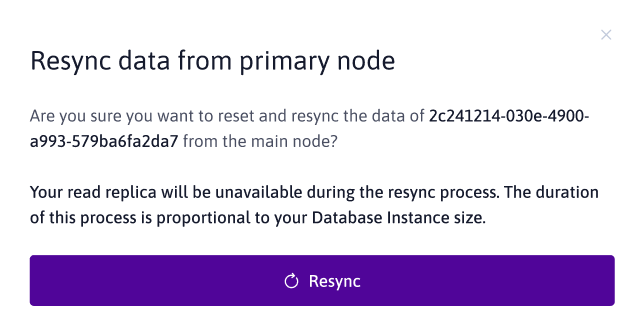 Resync data from primary node
Are you sure you want to reset and resync the data of 2c241214-030e-4900-
a993-579ba6fa2da7 from the main node?
Your read replica will be unavailable during the resync process. The duration
of this process is proportional to your Database Instance size.
Resync